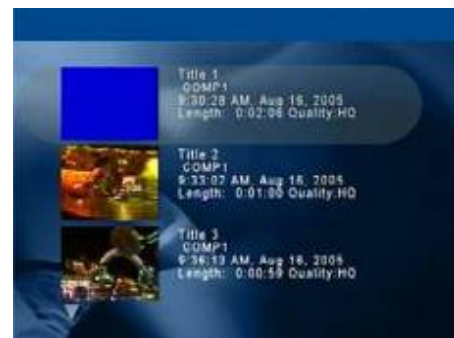 Title 1
COMP1
9:30:28 AM, Aug 16, 2005
Length: 0:02:06 Quality:HQ
Title 2
COMP1
9:33:02 AM, Aug 16, 2005
Length: 0:01:00 Quality:HQ
Title 3
COMP1
9:36:13 AM, Aug 16, 2005
Length: 0:00:59 Quality:HQ